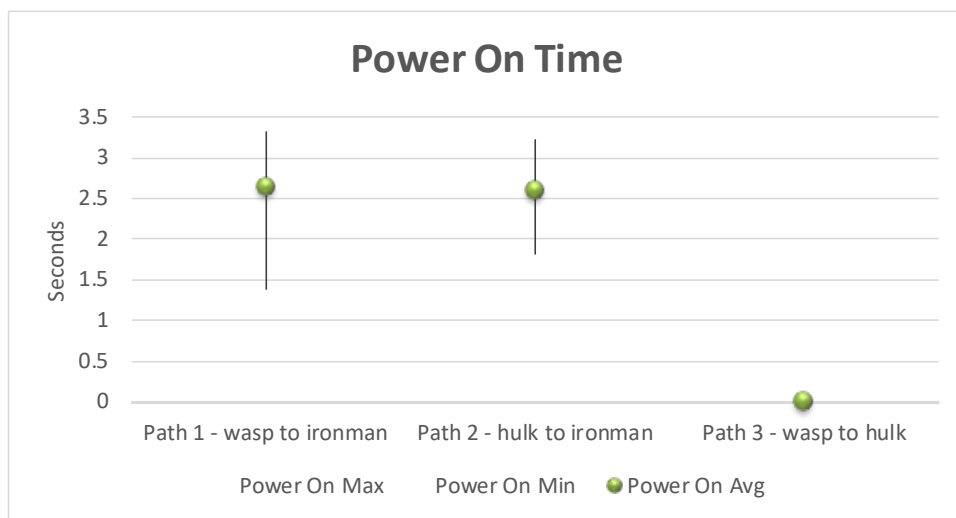 Power On Time
3.5
3
2.5
2
1.5
1
0.5
0
Seconds
Path 1 - wasp to ironman Path 2 - hulk to ironman Path 3 - wasp to hulk
Power On Max Power On Min Power On Avg